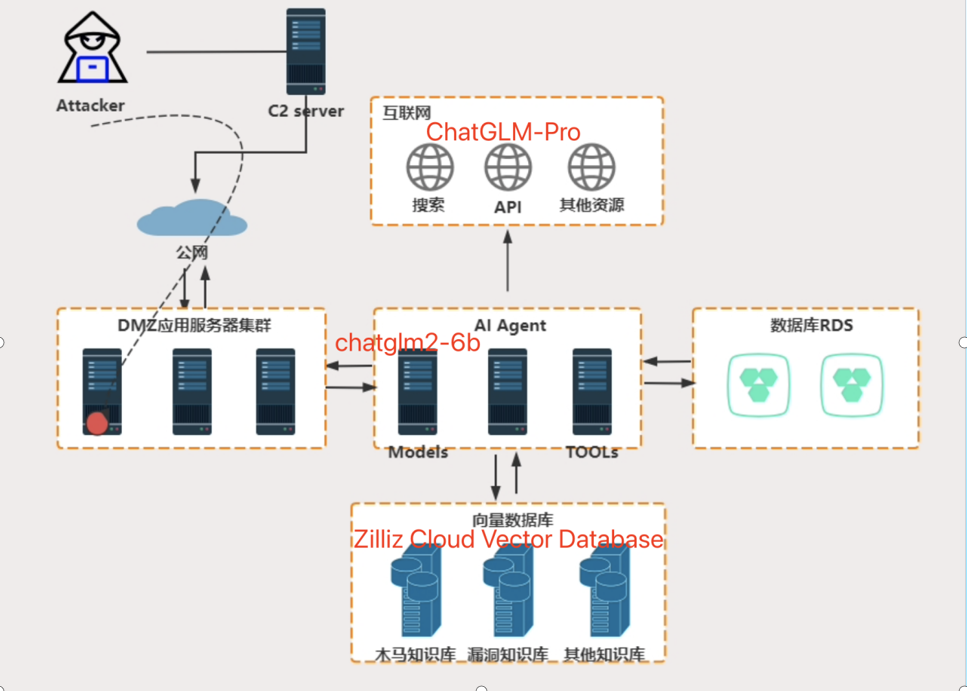 Attacker
C2 server
公网
互联网
ChatGLM-Pro
搜索
API
其他资源
DMZ应用服务器集群
chatglm2-6b
AI Agent
Models
TOOLs
数据库RDS
向量数据库
Zilliz Cloud Vector Database
木马知识库
漏洞知识库
其他知识库